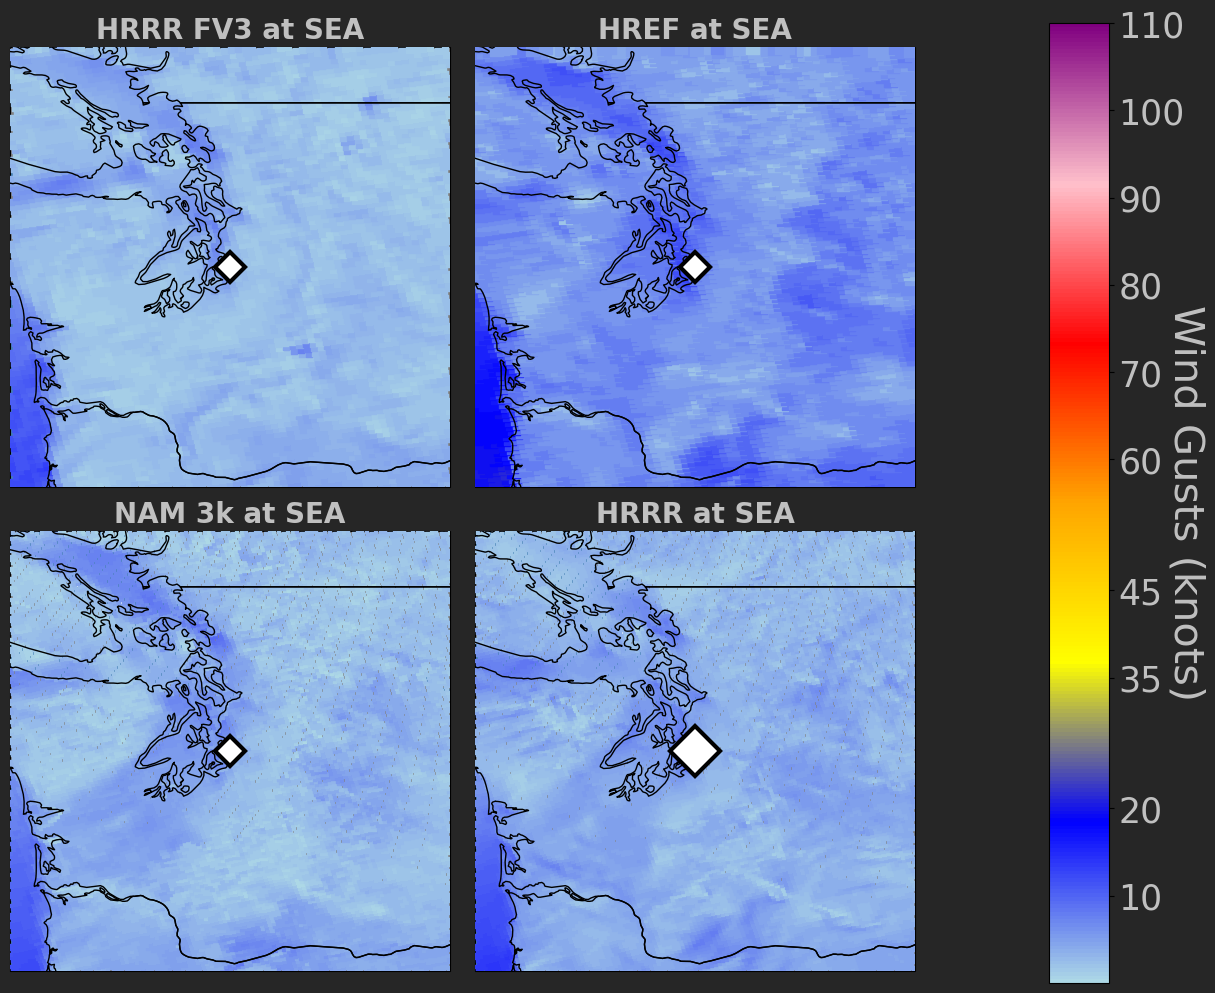 HRRR FV3 at SEA
HREF at SEA
NAM 3k at SEA
HRRR at SEA
110
100
90
80
70
60
45
35
20
10
Wind Gusts (knots)